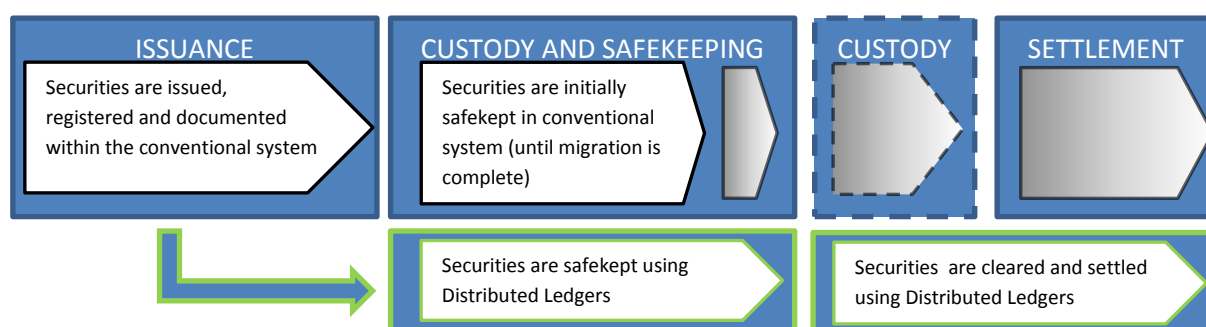 ISSUANCE
Securities are issued,
registered and documented
within the conventional system
CUSTODY AND SAFEKEEPING
Securities are initially
safekept in conventional
system (until migration is
complete)
CUSTODY
SETTLEMENT
Securities are safekept using
Distributed Ledgers
Securities are cleared and settled
using Distributed Ledgers